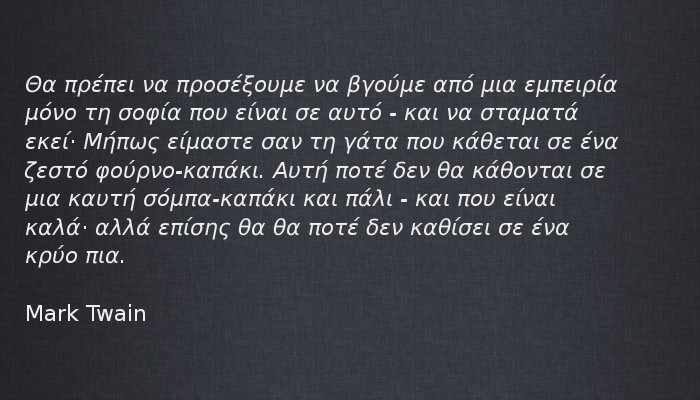 Θα πρέπει να προσέξουμε να βγούμε από μια εμπειρία
μόνο τη σοφία που είναι σε αυτό - και να σταματά
εκεί· Μήπως είμαστε σαν τη γάτα που κάθεται σε ένα
ζεστό φούρνο-καπάκι. Αυτή ποτέ δεν θα κάθονται σε
μια καυτή σόμπα-καπάκι και πάλι - και που είναι
καλά· αλλά επίσης θα θα ποτέ δεν καθίσει σε ένα
κρύο πια.
Mark Twain